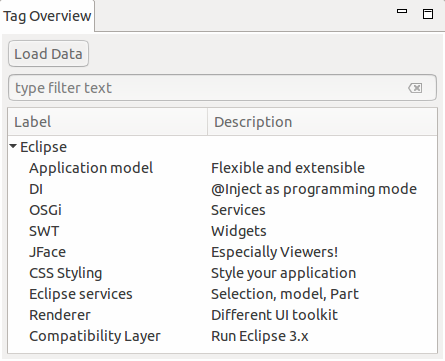 Tag Overview
Load Data
type filter text
Label Description
Eclipse
Application model Flexible and extensible
DI @Inject as programming mode
OSGi Services
SWT Widgets
JFace Especially Viewers!
CSS Styling Style your application
Eclipse services Selection, model, Part
Renderer Different UI toolkit
Compatibility Layer Run Eclipse 3.x